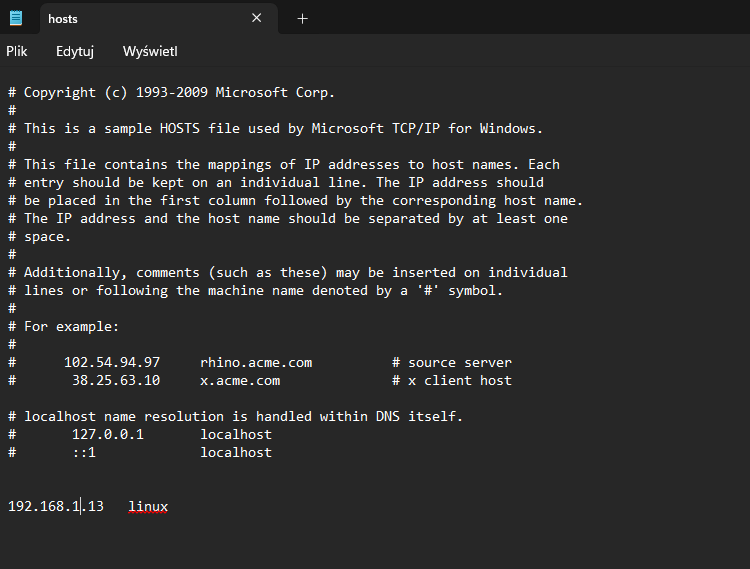 hosts
Plik Edytuj Wyświetl
# Copyright (c) 1993-2009 Microsoft Corp.
#
# This is a sample HOSTS file used by Microsoft TCP/IP for Windows.
#
# This file contains the mappings of IP addresses to host names. Each
# entry should be kept on an individual line. The IP address should
# be placed in the first column followed by the corresponding host name.
# The IP address and the host name should be separated by at least one
# space.
#
# Additionally, comments (such as these) may be inserted on individual
# lines or following the machine name denoted by a '#' symbol.
#
# For example:
#
#      102.54.94.97     rhino.acme.com          # source server
#       38.25.63.10     x.acme.com              # x client host
# localhost name resolution is handled within DNS itself.
#       127.0.0.1       localhost
#       ::1             localhost
192.168.1.13   linux